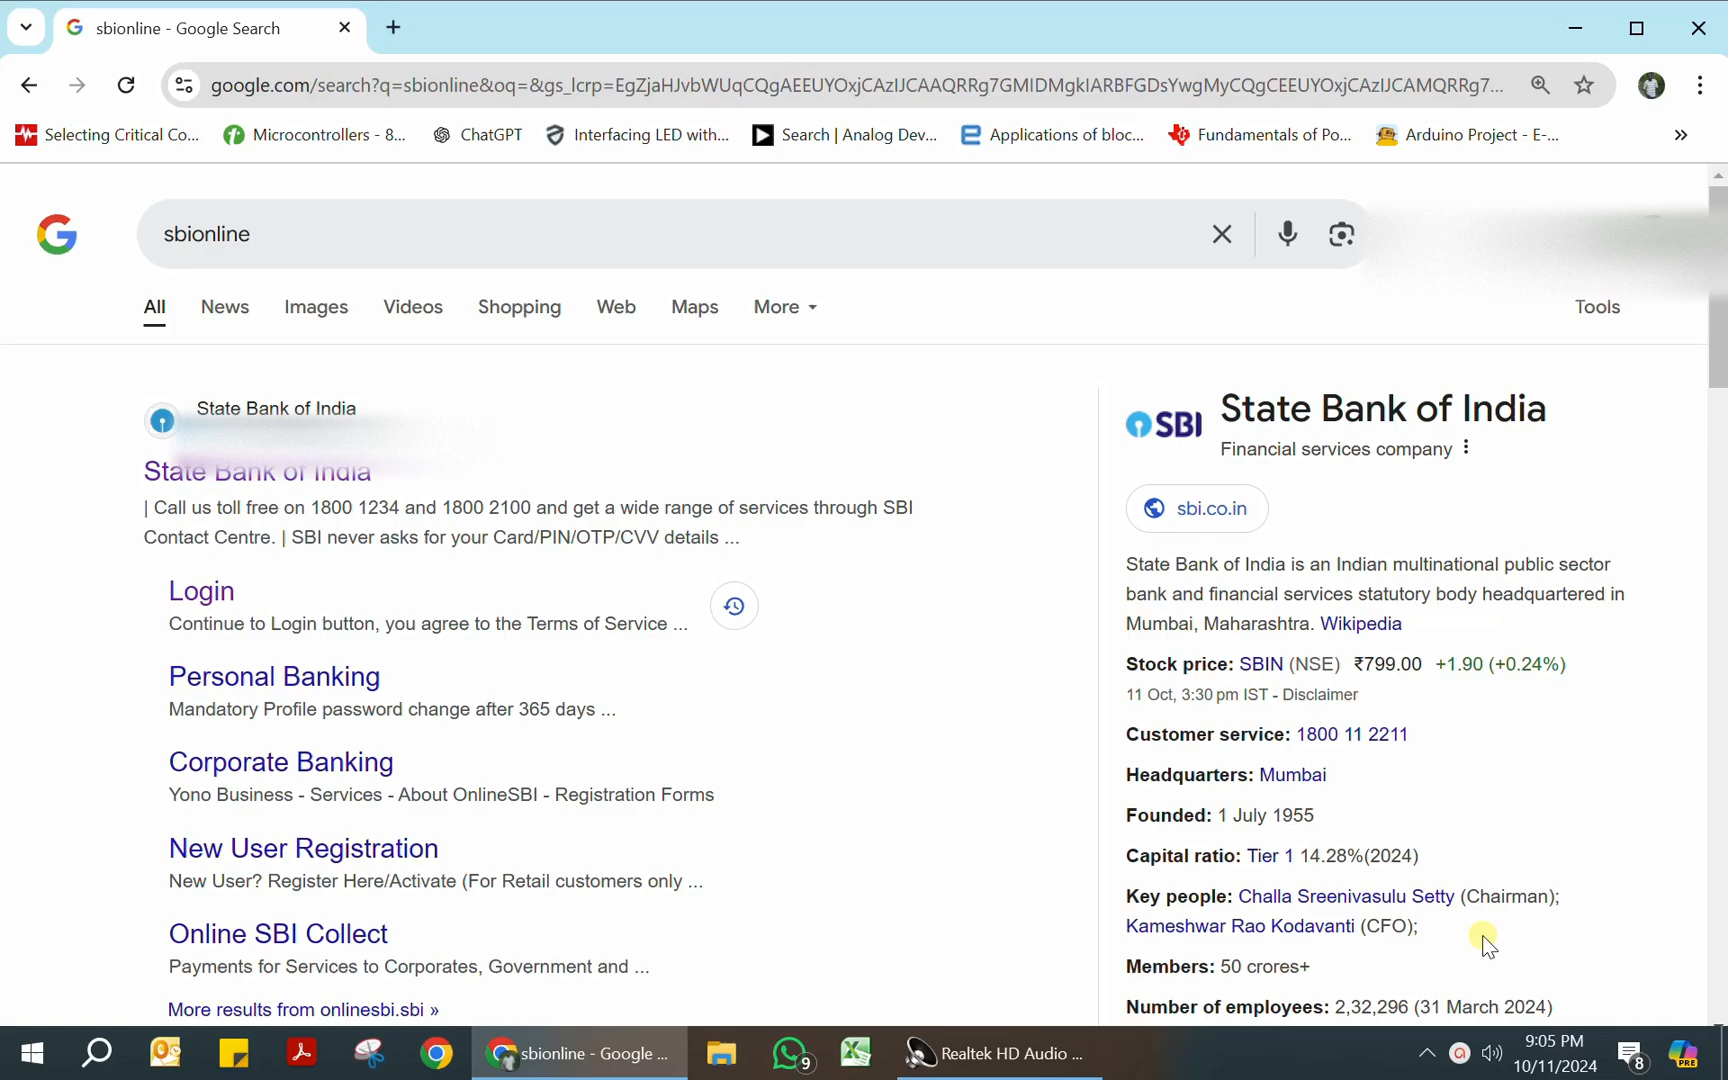 sbionline - Google Search
google.com/search?q=sbionline&oq=&gs_lcrp=EgZjaHJvbWUqCQgAEEUYOxjCAzIJCAAQRRg7GMIDMgkIARBFGDsYwgMyCQgCEEUYOxjCAzIJCAMQRRg7...
Selecting Critical Co... Microcontrollers - 8... ChatGPT Interfacing LED with... Search | Analog Dev... Applications of bloc... Fundamentals of Po... Arduino Project - E-... »
sbionline
All News Images Videos Shopping Web Maps More Tools
State Bank of India
State Bank of India
| Call us toll free on 1800 1234 and 1800 2100 and get a wide range of services through SBI
Contact Centre. | SBI never asks for your Card/PIN/OTP/CVV details ...
Login
Continue to Login button, you agree to the Terms of Service ...
Personal Banking
Mandatory Profile password change after 365 days ...
Corporate Banking
Yono Business - Services - About OnlineSBI - Registration Forms
New User Registration
New User? Register Here/Activate (For Retail customers only ...
Online SBI Collect
Payments for Services to Corporates, Government and ...
More results from onlinesbi.sbi »
SBI
State Bank of India
Financial services company
sbi.co.in
State Bank of India is an Indian multinational public sector
bank and financial services statutory body headquartered in
Mumbai, Maharashtra. Wikipedia
Stock price: SBIN (NSE) ₹799.00 +1.90 (+0.24%)
11 Oct, 3:30 pm IST - Disclaimer
Customer service: 1800 11 2211
Headquarters: Mumbai
Founded: 1 July 1955
Capital ratio: Tier 1 14.28%(2024)
Key people: Challa Sreenivasulu Setty (Chairman);
Kameshwar Rao Kodavanti (CFO);
Members: 50 crores+
Number of employees: 2,32,296 (31 March 2024)
sbionline - Google ...
9
Realtek HD Audio ...
9:05 PM
10/11/2024
8
PRE